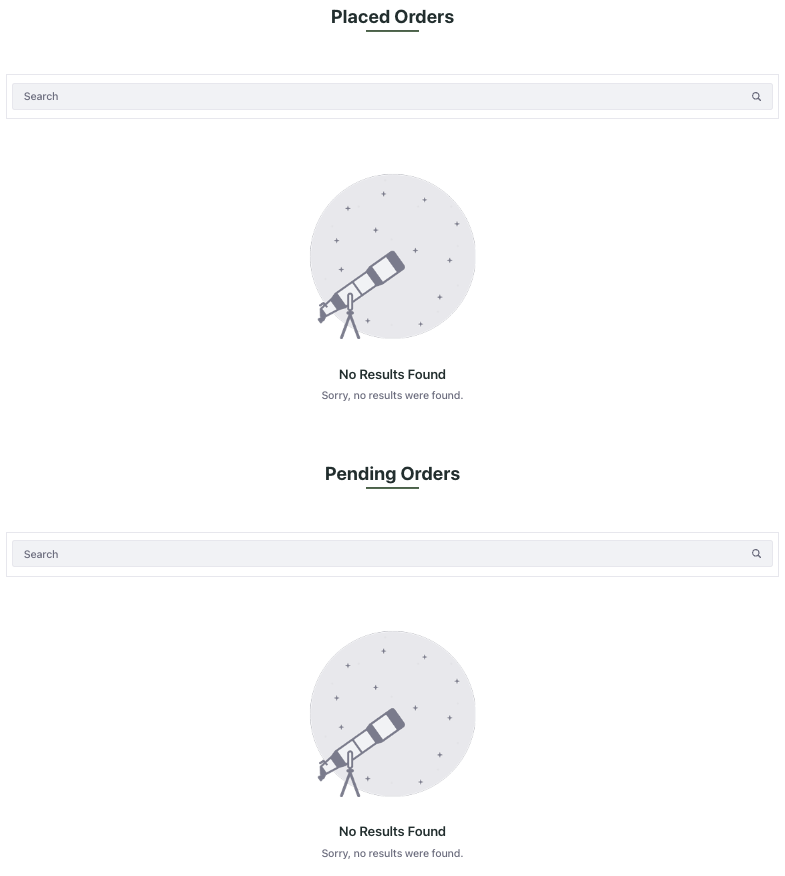 Placed Orders
Search
No Results Found
Sorry, no results were found.
Pending Orders
Search
No Results Found
Sorry, no results were found.